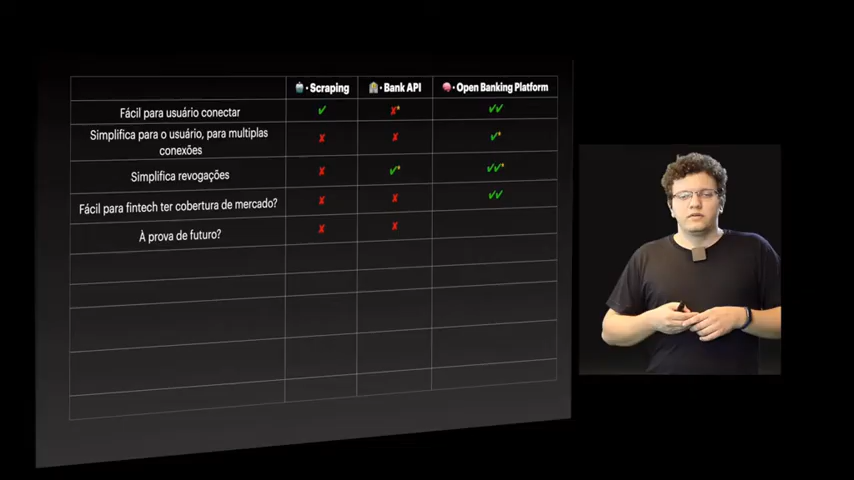 · Scraping
· Bank API
· Open Banking Platform
Fácil para usuário conectar
✓
✘*
✓✓
Simplifica para o usuário, para multiplas
conexões
✘
✘
✓*
Simplifica revogações
✘
✓*
✓✓*
Fácil para fintech ter cobertura de mercado?
✘
✘
✓✓
À prova de futuro?
✘
✘